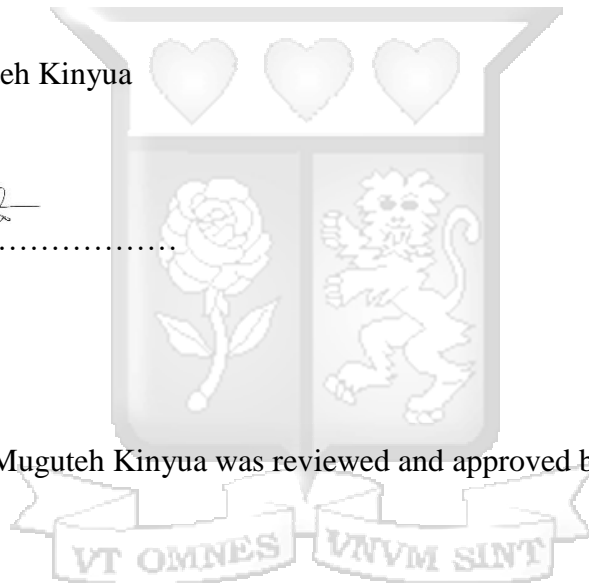 eh Kinyua
………………
Muguteh Kinyua was reviewed and approved b
VT OMNES VNVM SINT